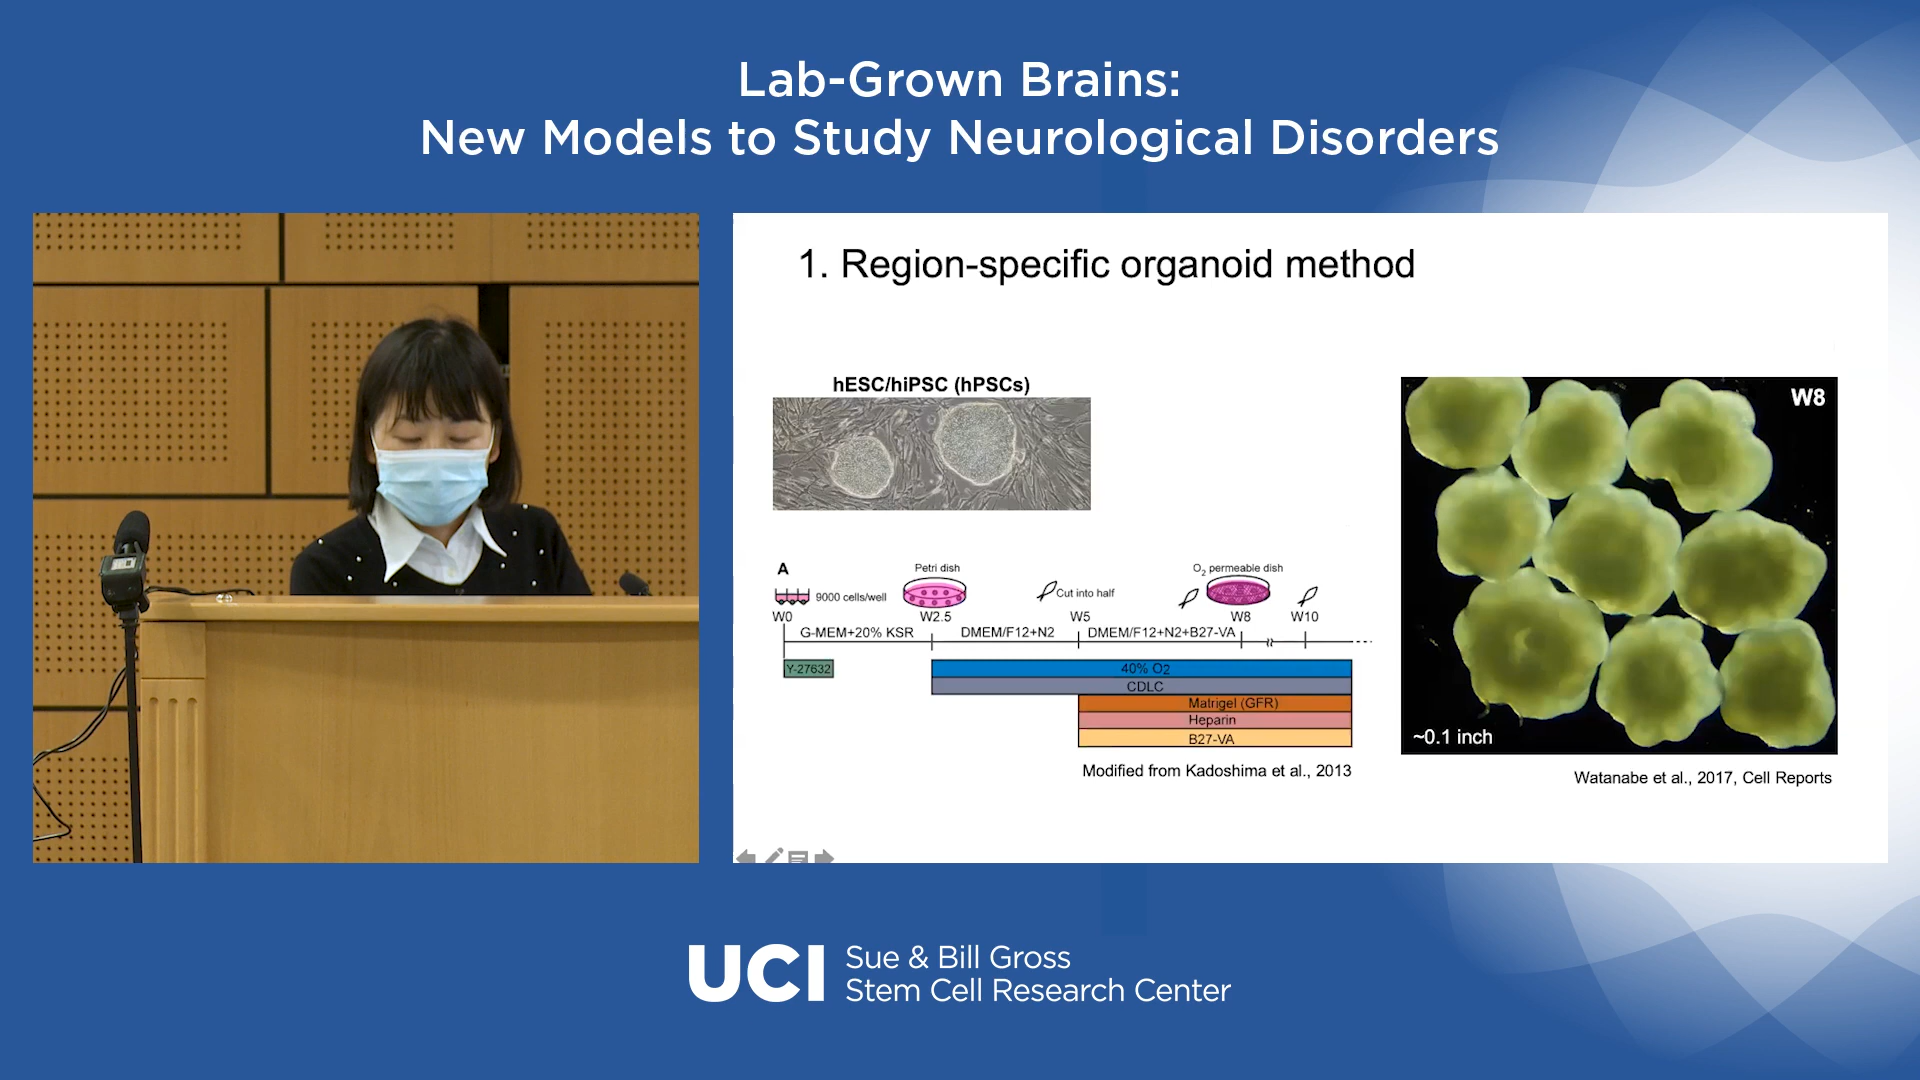 Lab-Grown Brains:
New Models to Study Neurological Disorders
1. Region-specific organoid method
hESC/hiPSC (hPSCs)
W8
A
Petri dish
O2 permeable dish
9000 cells/well
Cut into half
W0
W2.5
W5
W8
W10
G-MEM+20% KSR
DMEM/F12+N2
DMEM/F12+N2+B27-VA
Y-27632
40% O2
CDLC
Matrigel (GFR)
Heparin
B27-VA
~0.1 inch
Modified from Kadoshima et al., 2013
Watanabe et al., 2017, Cell Reports
UCI
Sue & Bill Gross
Stem Cell Research Center